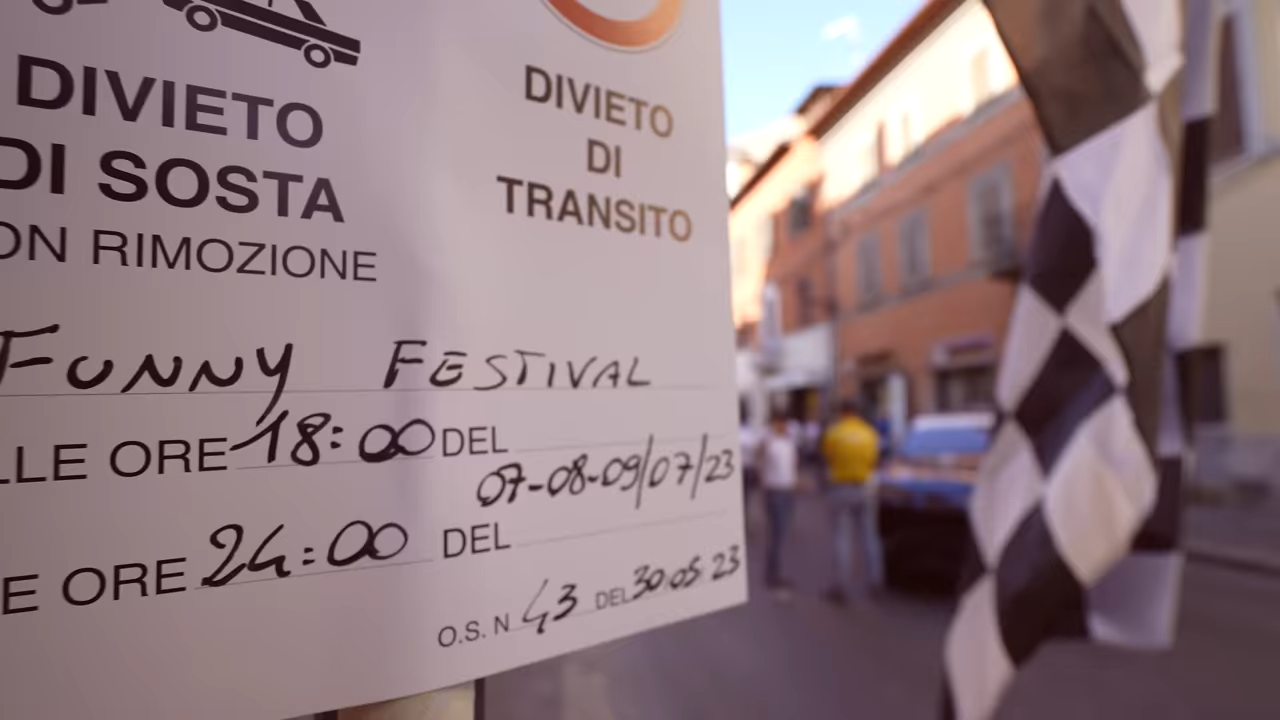 DIVIETO
DI SOSTA
ON RIMOZIONE
DIVIETO
DI
TRANSITO
FUNNY FESTIVAL
LLE ORE 18:00 DEL
07-08-09/07/23
E ORE 24:00 DEL
O.S. N 43 DEL 30.05.23